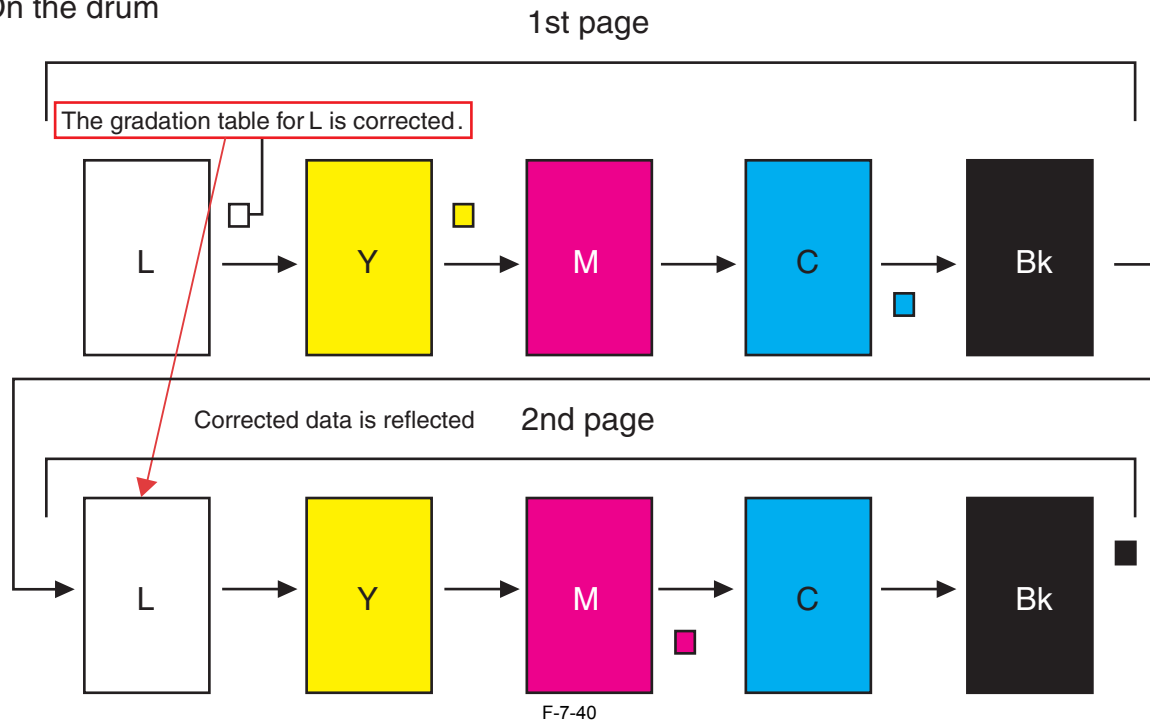 On the drum
1st page
The gradation table for L is corrected.
L Y M C Bk
Corrected data is reflected 2nd page
L Y M C Bk
F-7-40